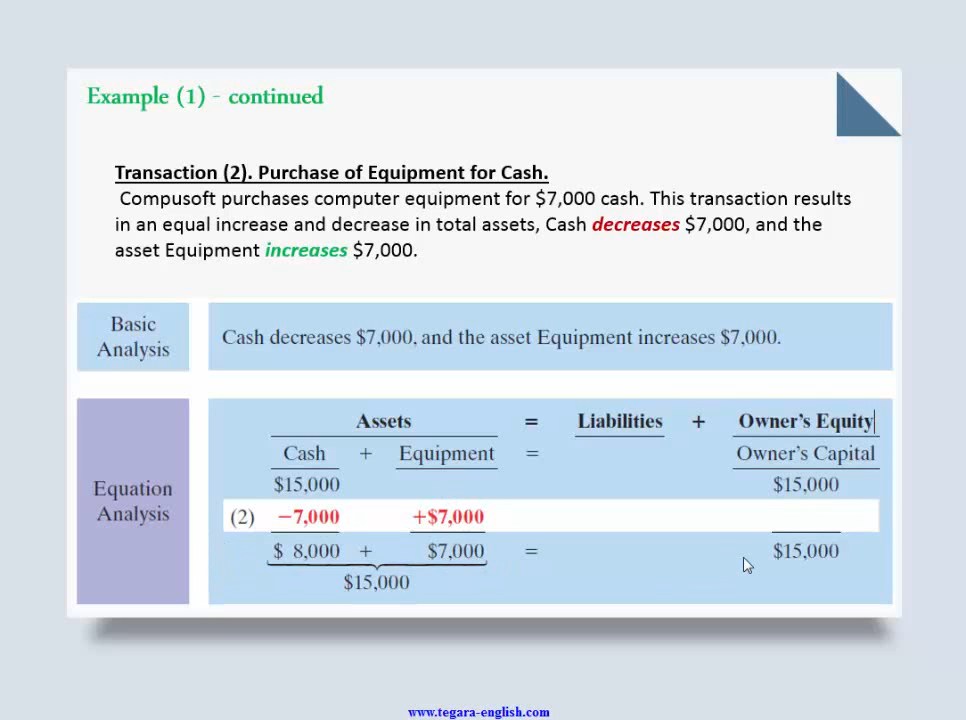 Example (1) - continued
Transaction (2). Purchase of Equipment for Cash.
Compusoft purchases computer equipment for $7,000 cash. This transaction results
in an equal increase and decrease in total assets, Cash decreases $7,000, and the
asset Equipment increases $7,000.
Basic
Analysis
Cash decreases $7,000, and the asset Equipment increases $7,000.
Equation
Analysis
Assets = Liabilities + Owner's Equity
Cash + Equipment = Owner's Capital
$15,000 $15,000
(2) −7,000 +$7,000
$ 8,000 + $7,000 = $15,000
$15,000
www.tegara-english.com